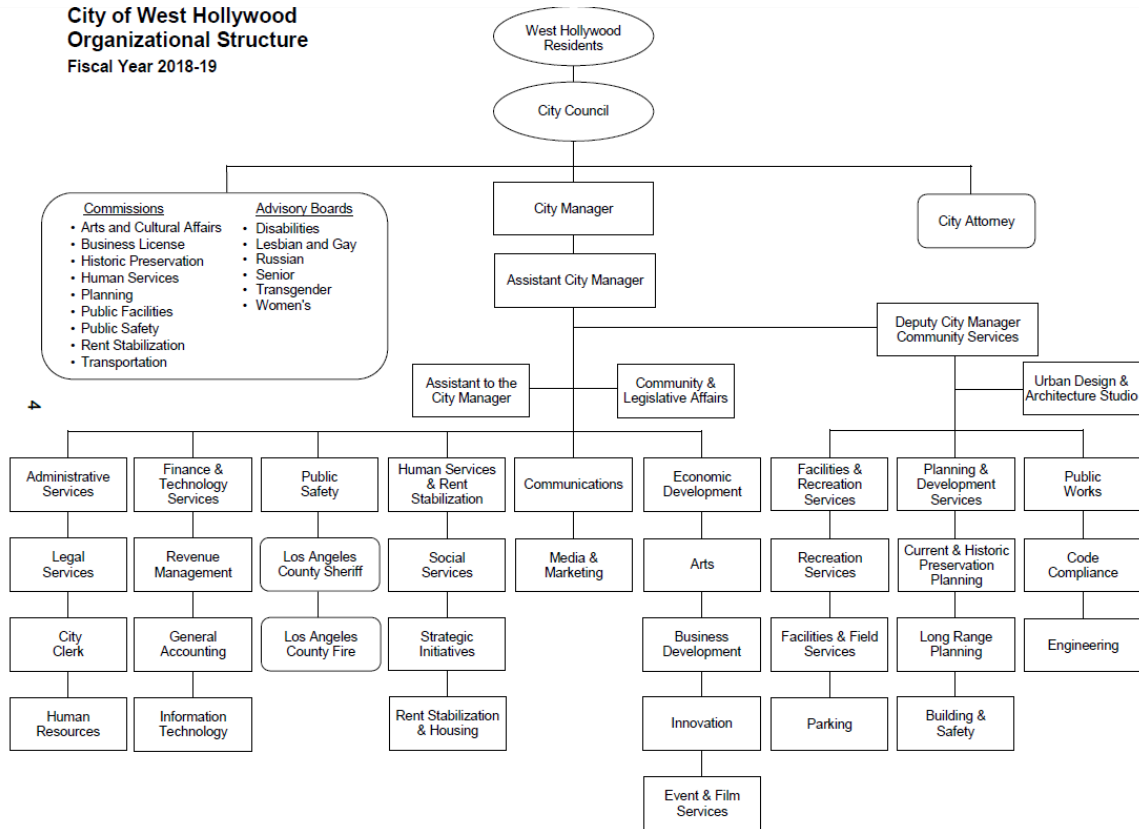 City of West Hollywood
Organizational Structure
Fiscal Year 2018-19
West Hollywood
Residents
City Council
Commissions
• Arts and Cultural Affairs
• Business License
• Historic Preservation
• Human Services
• Planning
• Public Facilities
• Public Safety
• Rent Stabilization
• Transportation
Advisory Boards
• Disabilities
• Lesbian and Gay
• Russian
• Senior
• Transgender
• Women's
City Manager
City Attorney
Assistant City Manager
Deputy City Manager
Community Services
Assistant to the
City Manager
Community &
Legislative Affairs
Urban Design &
Architecture Studio
4
Administrative
Services
Finance &
Technology
Services
Public
Safety
Human Services
& Rent
Stabilization
Communications
Economic
Development
Facilities &
Recreation
Services
Planning &
Development
Services
Public
Works
Legal
Services
Revenue
Management
Los Angeles
County Sheriff
Social
Services
Media &
Marketing
Arts
Recreation
Services
Current & Historic
Preservation
Planning
Code
Compliance
City
Clerk
General
Accounting
Los Angeles
County Fire
Strategic
Initiatives
Business
Development
Facilities & Field
Services
Long Range
Planning
Engineering
Human
Resources
Information
Technology
Rent Stabilization
& Housing
Innovation
Parking
Building &
Safety
Event & Film
Services